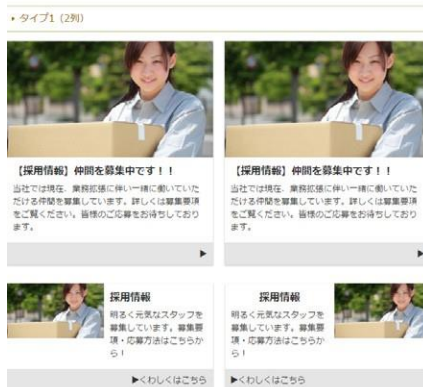 タイプ1（2列）
【採用情報】仲間を募集中です！！
当社では現在、業務拡張に伴い一緒に働いていた
だける仲間を募集しています。詳しくは募集要項
をご覧ください。皆様のご応募をお待ちしており
ます。
▶
【採用情報】仲間を募集中です！！
当社では現在、業務拡張に伴い一緒に働いていた
だける仲間を募集しています。詳しくは募集要項
をご覧ください。皆様のご応募をお待ちしており
ます。
▶
採用情報
明るく元気なスタッフを
募集しています。募集要
項・応募方法はこちらか
ら！
▶くわしくはこちら
採用情報
明るく元気なスタッフを
募集しています。募集要
項・応募方法はこちらか
ら！
▶くわしくはこちら